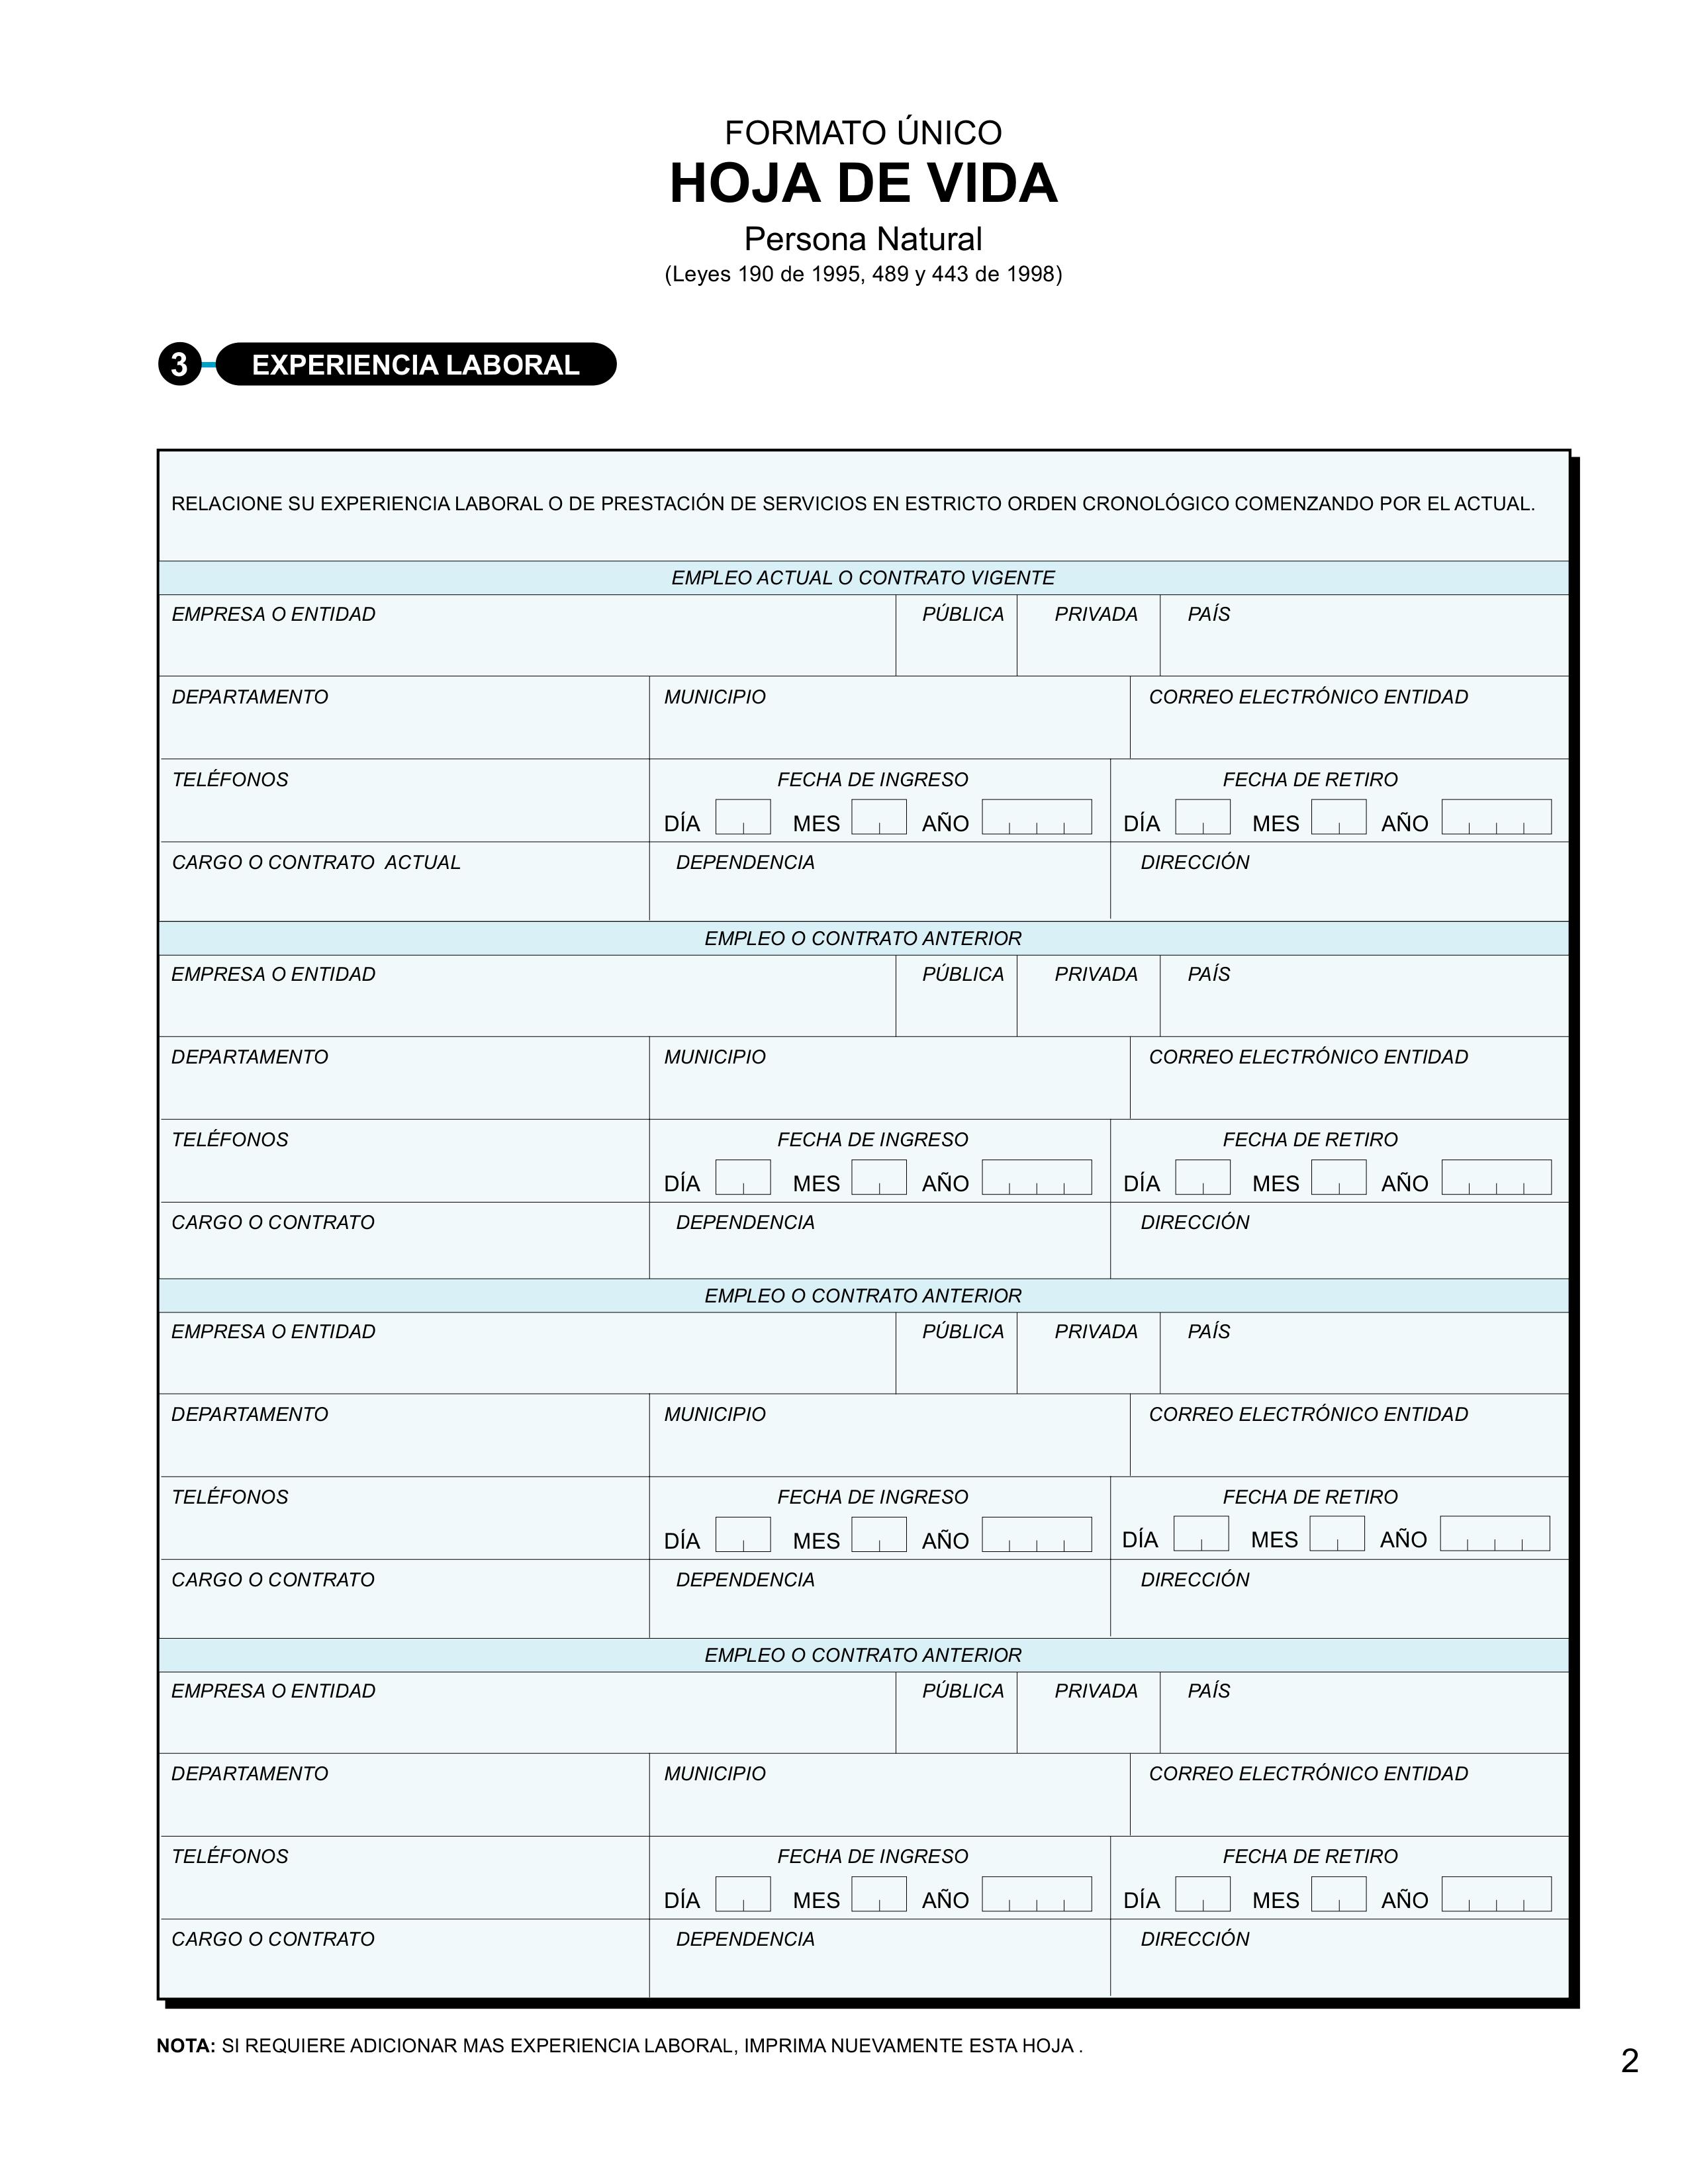 FORMATO ÚNICO
HOJA DE VIDA
Persona Natural
(Leyes 190 de 1995, 489 y 443 de 1998)
3 EXPERIENCIA LABORAL
RELACIONE SU EXPERIENCIA LABORAL O DE PRESTACIÓN DE SERVICIOS EN ESTRICTO ORDEN CRONOLÓGICO COMENZANDO POR EL ACTUAL.
EMPLEO ACTUAL O CONTRATO VIGENTE
EMPRESA O ENTIDAD PÚBLICA PRIVADA PAÍS
DEPARTAMENTO MUNICIPIO CORREO ELECTRÓNICO ENTIDAD
TELÉFONOS FECHA DE INGRESO FECHA DE RETIRO
DÍA MES AÑO DÍA MES AÑO
CARGO O CONTRATO ACTUAL DEPENDENCIA DIRECCIÓN
EMPLEO O CONTRATO ANTERIOR
EMPRESA O ENTIDAD PÚBLICA PRIVADA PAÍS
DEPARTAMENTO MUNICIPIO CORREO ELECTRÓNICO ENTIDAD
TELÉFONOS FECHA DE INGRESO FECHA DE RETIRO
DÍA MES AÑO DÍA MES AÑO
CARGO O CONTRATO DEPENDENCIA DIRECCIÓN
EMPLEO O CONTRATO ANTERIOR
EMPRESA O ENTIDAD PÚBLICA PRIVADA PAÍS
DEPARTAMENTO MUNICIPIO CORREO ELECTRÓNICO ENTIDAD
TELÉFONOS FECHA DE INGRESO FECHA DE RETIRO
DÍA MES AÑO DÍA MES AÑO
CARGO O CONTRATO DEPENDENCIA DIRECCIÓN
EMPLEO O CONTRATO ANTERIOR
EMPRESA O ENTIDAD PÚBLICA PRIVADA PAÍS
DEPARTAMENTO MUNICIPIO CORREO ELECTRÓNICO ENTIDAD
TELÉFONOS FECHA DE INGRESO FECHA DE RETIRO
DÍA MES AÑO DÍA MES AÑO
CARGO O CONTRATO DEPENDENCIA DIRECCIÓN
NOTA: SI REQUIERE ADICIONAR MAS EXPERIENCIA LABORAL, IMPRIMA NUEVAMENTE ESTA HOJA .
2